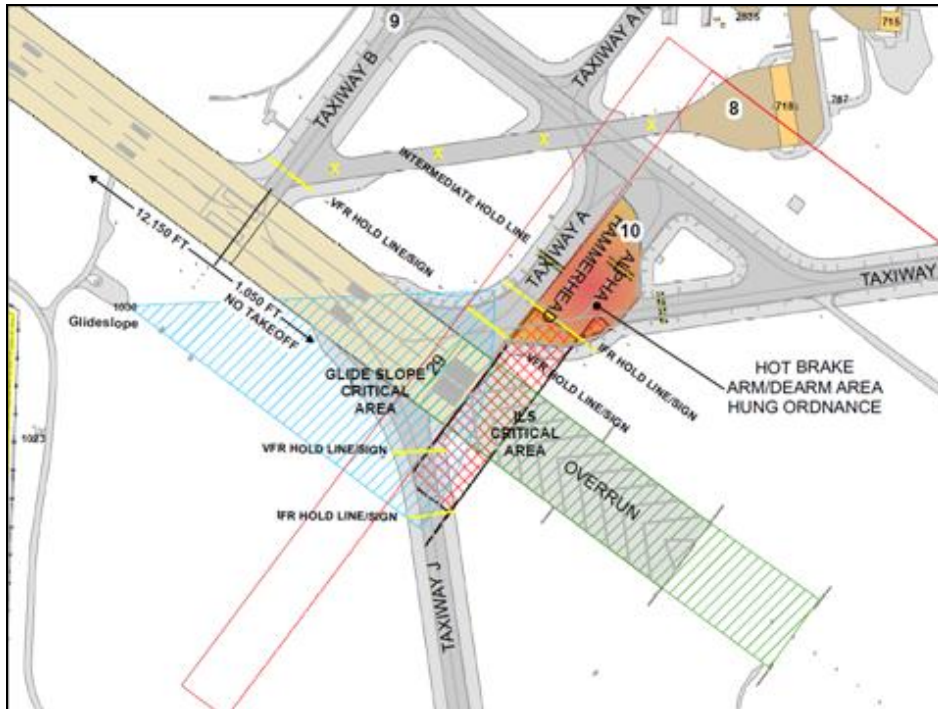 9
2835
715
TAXIWAY A
TAXIWAY B
8
718
787
INTERMEDIATE HOLD LINE
VFR HOLD LINE/SIGN
10
TAXIWAY A
ALPHA
HAMMERHEAD
TAXIWAY
12,150 FT
1,050 FT
NO TAKEOFF
1030
Glideslope
29
GLIDE SLOPE
CRITICAL
AREA
IFR HOLD LINE/SIGN
VFR HOLD LINE/SIGN
HOT BRAKE
ARM/DEARM AREA
HUNG ORDNANCE
ILS
CRITICAL
AREA
1023
VFR HOLD LINE/SIGN
OVERRUN
IFR HOLD LINE/SIGN
TAXIWAY J